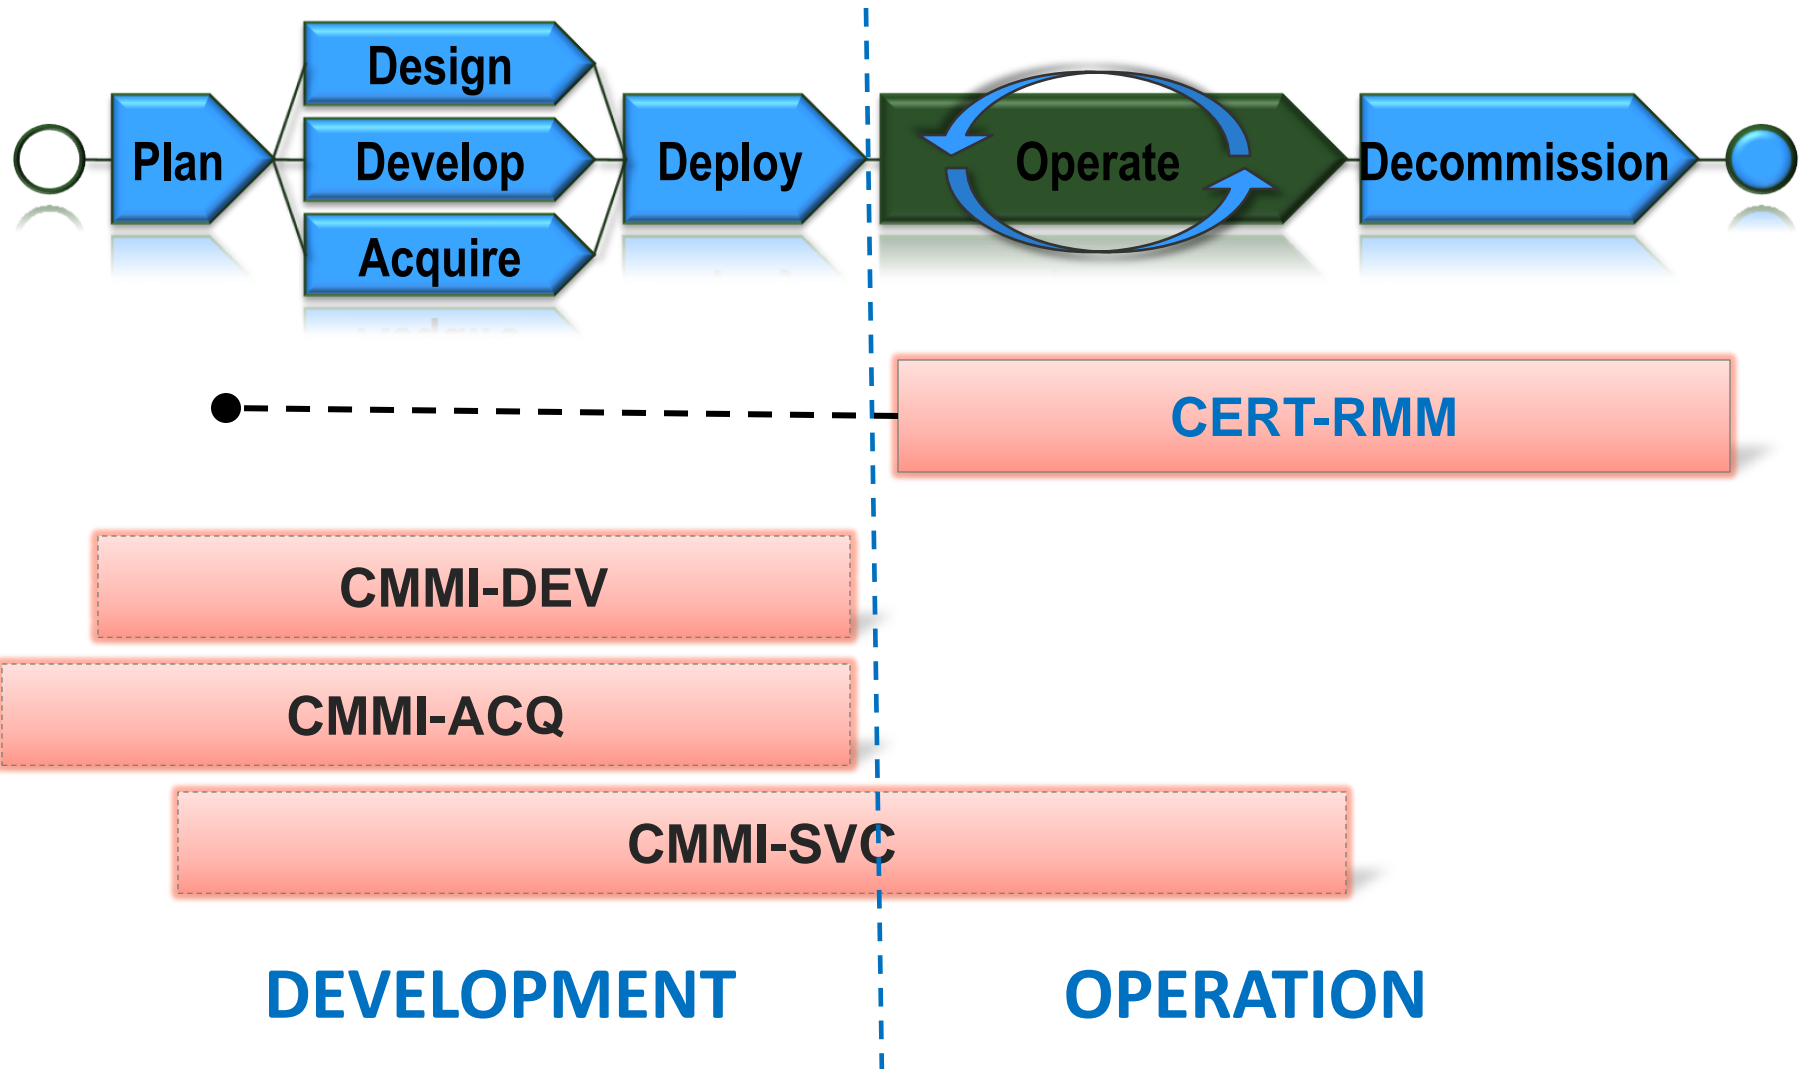 Design
Plan
Develop
Deploy
Operate
Decommission
Acquire
CERT-RMM
CMMI-DEV
CMMI-ACQ
CMMI-SVC
DEVELOPMENT
OPERATION